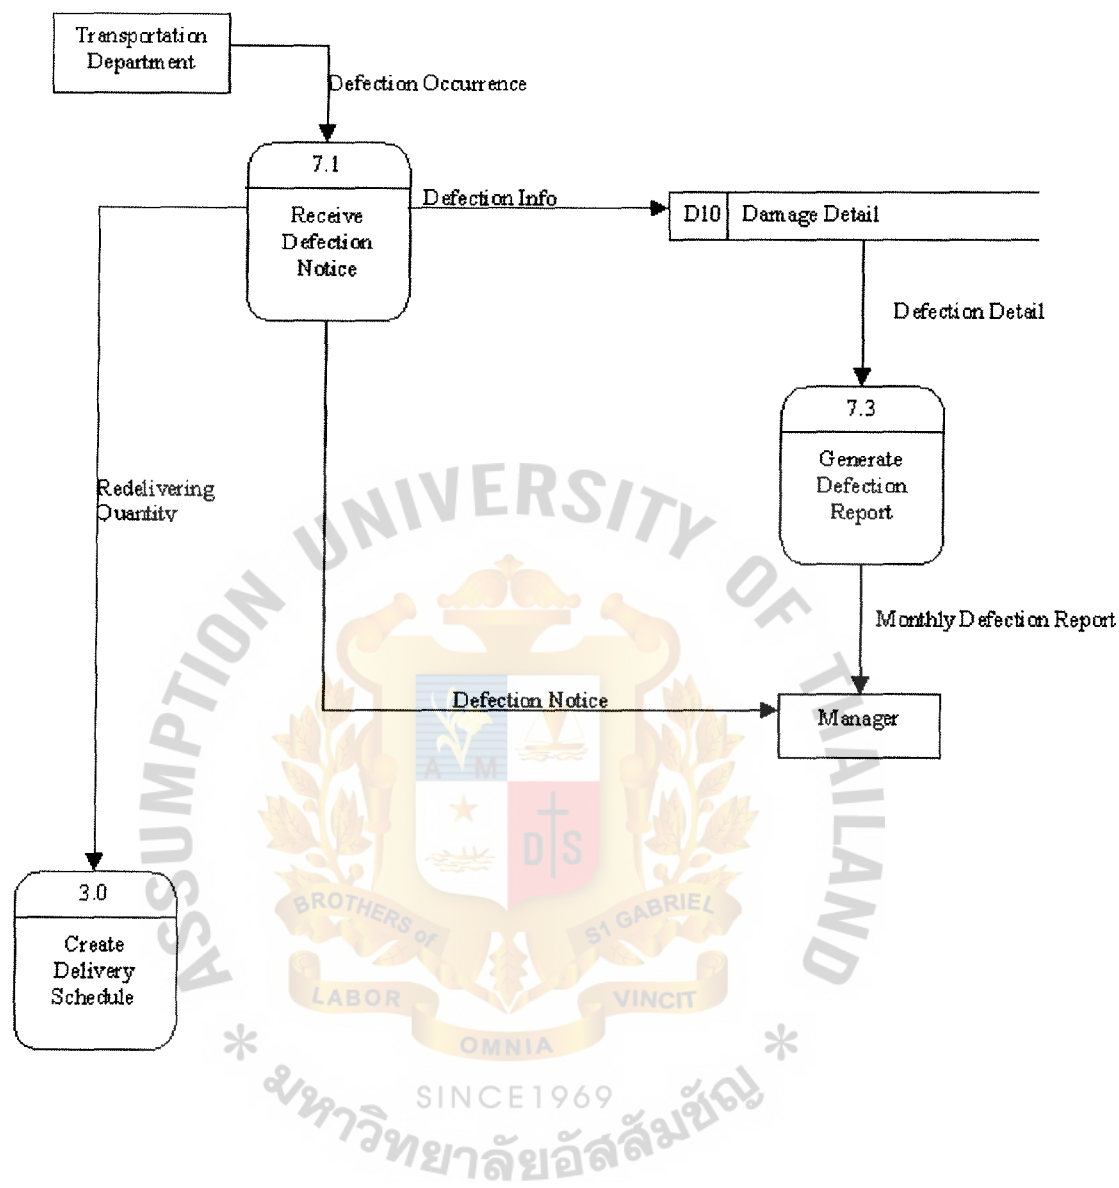 Transportation
Department
Defection Occurrence
7.1
Receive
Defection
Notice
Defection Info
D10 Damage Detail
Defection Detail
7.3
Generate
Defection
Report
Redelivering
Quantity
Monthly Defection Report
Defection Notice
Manager
3.0
Create
Delivery
Schedule
ASSUMPTION UNIVERSITY OF THAILAND
A M
D S
BROTHERS of S1 GABRIEL
LABOR VINCIT
OMNIA
SINCE1969
* มหาวิทยาลัยอัสสัมชัญ *